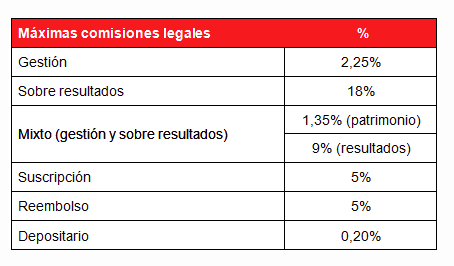 Máximas comisiones legales %
Gestión 2,25%
Sobre resultados 18%
Mixto (gestión y sobre resultados) 1,35% (patrimonio)
9% (resultados)
Suscripción 5%
Reembolso 5%
Depositario 0,20%